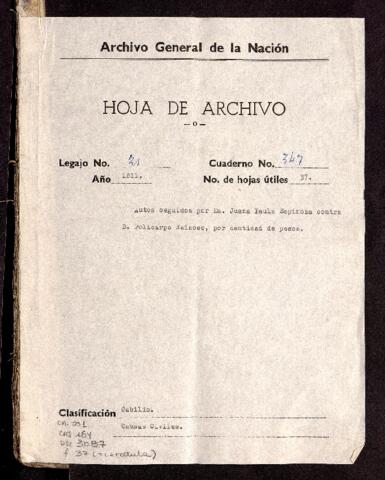 Archivo General de la Nación
HOJA DE ARCHIVO
—o—
Legajo No. 21 Cuaderno No. 347
Año 1811. No. de hojas útiles 37.
Autos seguidos por Da. Juana Paula Espinosa contra
D. Policarpo por cantidad de pesos.
Clasificación Cabildo.
Causas Civiles.